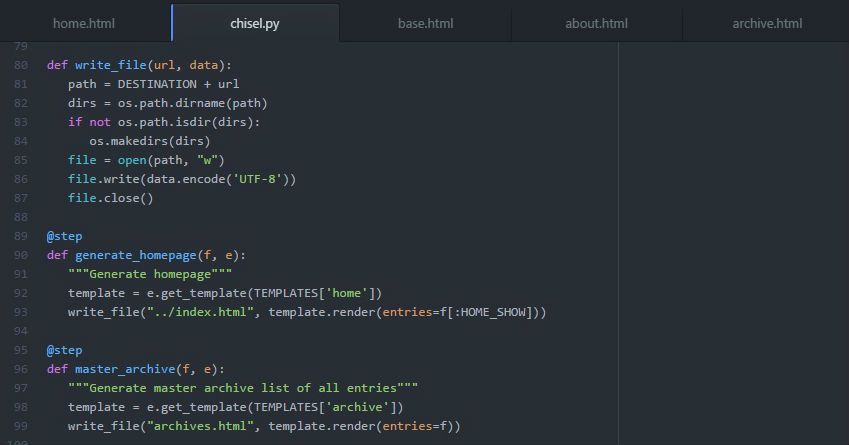 home.html chisel.py base.html about.html archive.html
79
80 def write_file(url, data):
81 path = DESTINATION + url
82 dirs = os.path.dirname(path)
83 if not os.path.isdir(dirs):
84 os.makedirs(dirs)
85 file = open(path, "w")
86 file.write(data.encode('UTF-8'))
87 file.close()
88
89 @step
90 def generate_homepage(f, e):
91 """Generate homepage"""
92 template = e.get_template(TEMPLATES['home'])
93 write_file("../index.html", template.render(entries=f[:HOME_SHOW]))
94
95 @step
96 def master_archive(f, e):
97 """Generate master archive list of all entries"""
98 template = e.get_template(TEMPLATES['archive'])
99 write_file("archives.html", template.render(entries=f))
100